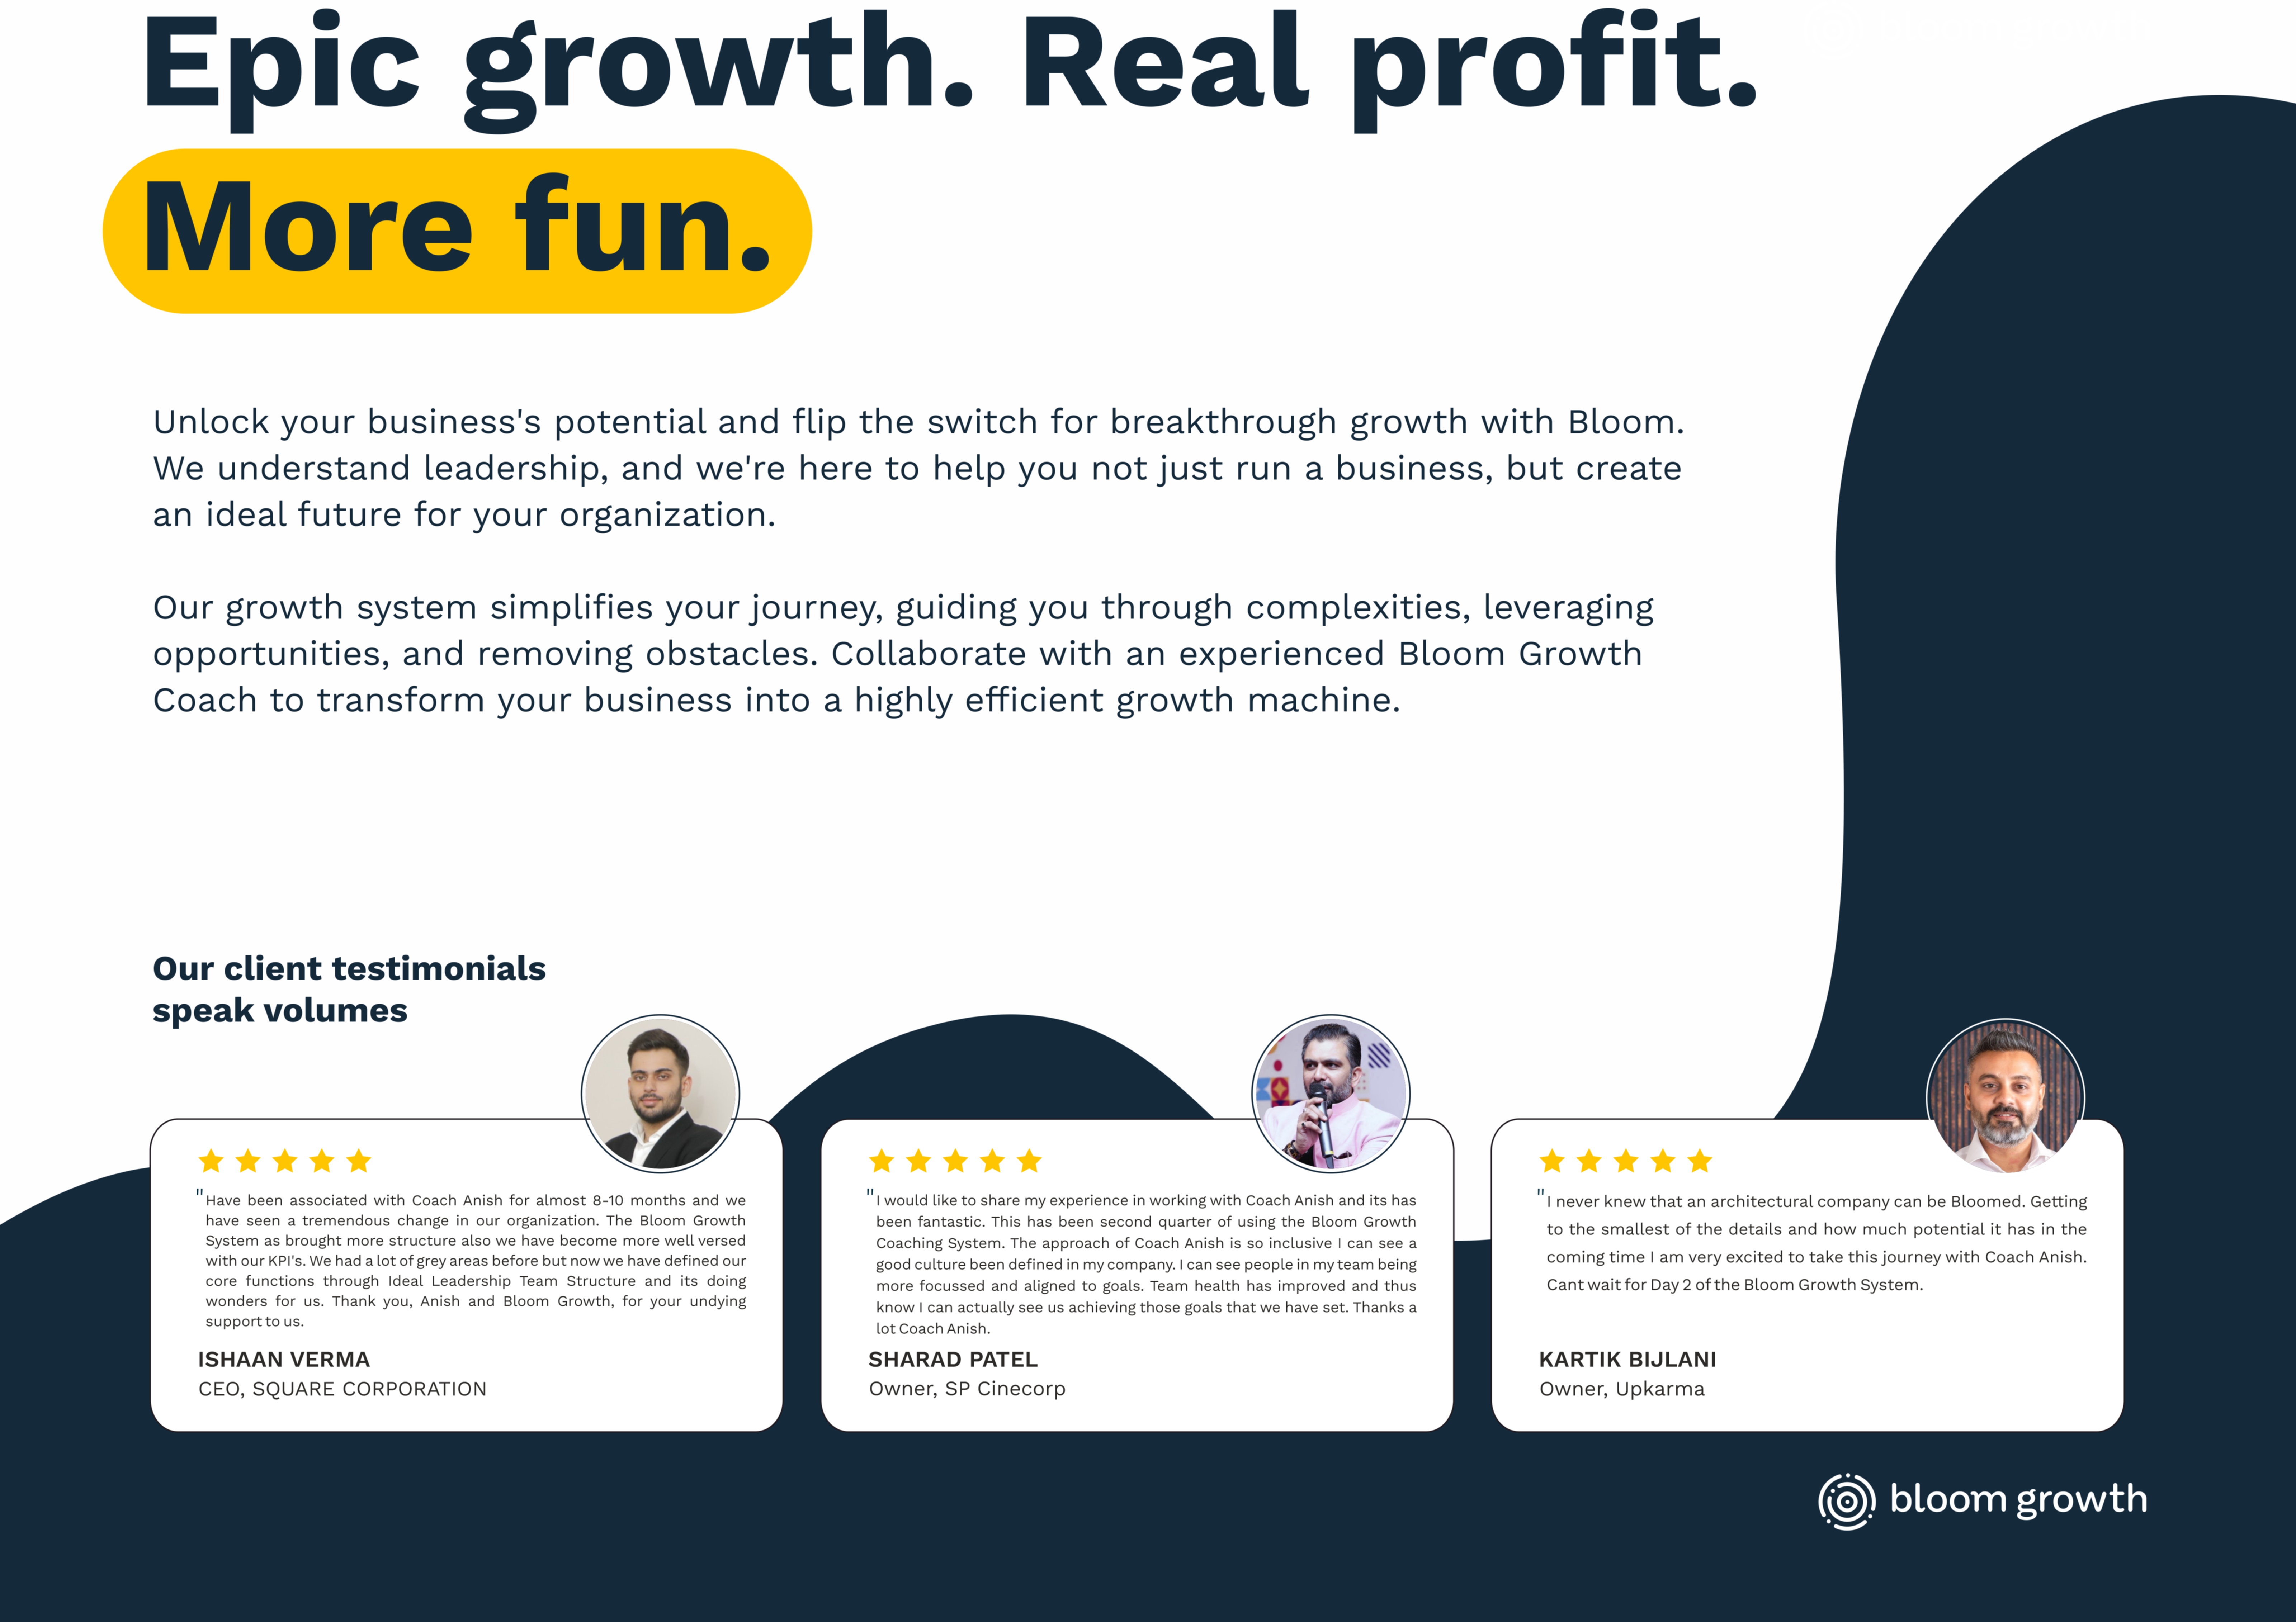 Epic growth. Real profit.
More fun.
Unlock your business's potential and flip the switch for breakthrough growth with Bloom.
We understand leadership, and we're here to help you not just run a business, but create
an ideal future for your organization.
Our growth system simplifies your journey, guiding you through complexities, leveraging
opportunities, and removing obstacles. Collaborate with an experienced Bloom Growth
Coach to transform your business into a highly efficient growth machine.
Our client testimonials
speak volumes
"Have been associated with Coach Anish for almost 8-10 months and we
have seen a tremendous change in our organization. The Bloom Growth
System as brought more structure also we have become more well versed
with our KPI's. We had a lot of grey areas before but now we have defined our
core functions through Ideal Leadership Team Structure and its doing
wonders for us. Thank you, Anish and Bloom Growth, for your undying
support to us.
ISHAAN VERMA
CEO, SQUARE CORPORATION
"I would like to share my experience in working with Coach Anish and its has
been fantastic. This has been second quarter of using the Bloom Growth
Coaching System. The approach of Coach Anish is so inclusive I can see a
good culture been defined in my company. I can see people in my team being
more focussed and aligned to goals. Team health has improved and thus
know I can actually see us achieving those goals that we have set. Thanks a
lot Coach Anish.
SHARAD PATEL
Owner, SP Cinecorp
"I never knew that an architectural company can be Bloomed. Getting
to the smallest of the details and how much potential it has in the
coming time I am very excited to take this journey with Coach Anish.
Cant wait for Day 2 of the Bloom Growth System.
KARTIK BIJLANI
Owner, Upkarma
bloom growth